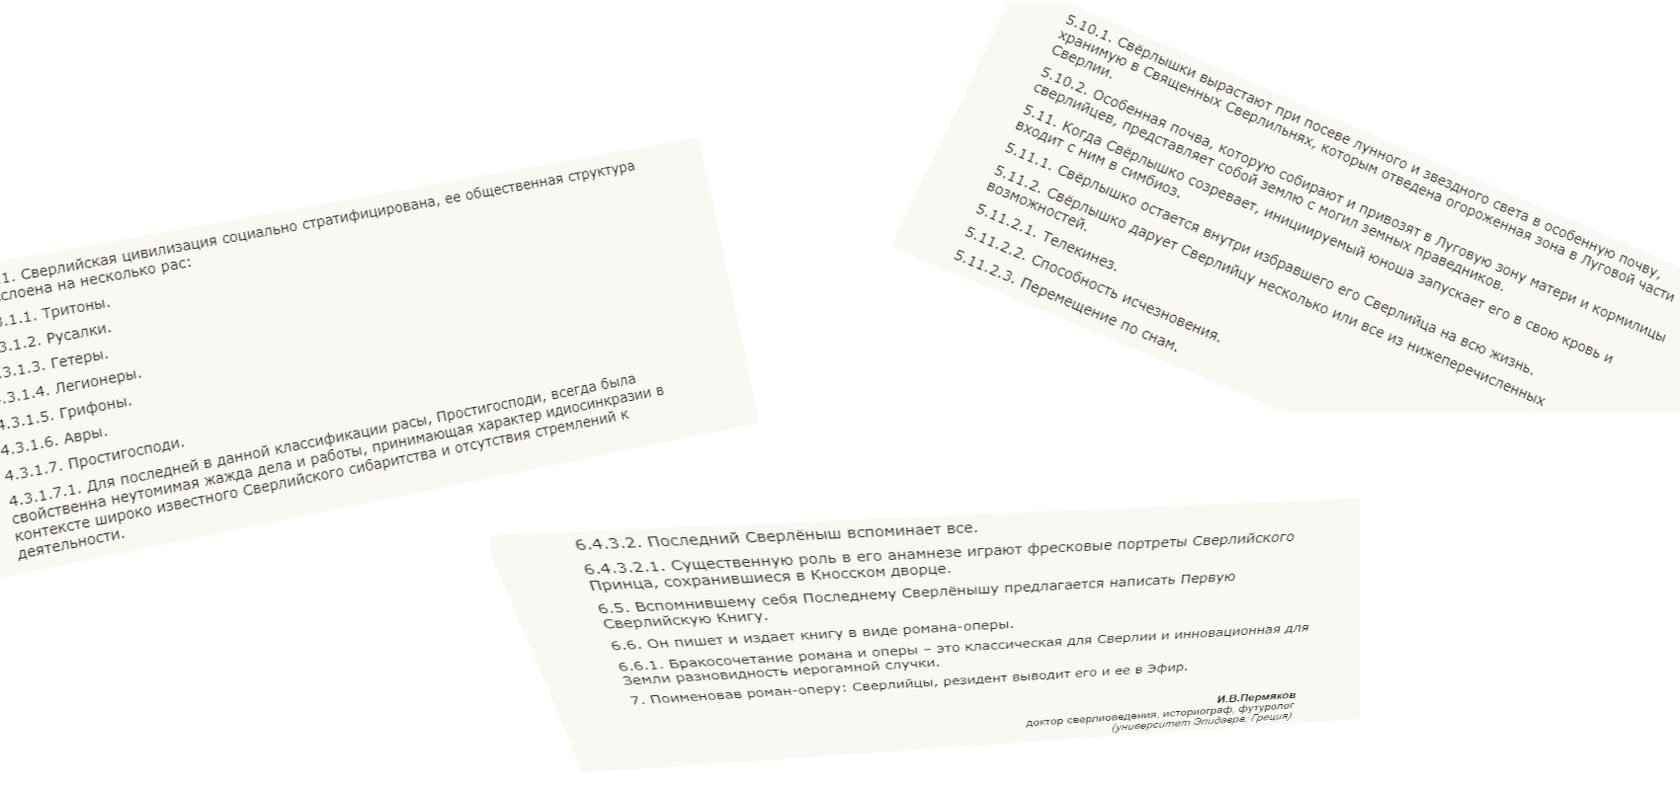 1. Сверлийская цивилизация социально стратифицирована, ее общественная структура
слоена на несколько рас:
3.1.1. Тритоны.
3.1.2. Русалки.
.3.1.3. Гетеры.
4.3.1.4. Легионеры.
4.3.1.5. Грифоны.
4.3.1.6. Авры.
4.3.1.7. Простигосподи.
4.3.1.7.1. Для последней в данной классификации расы, Простигосподи, всегда была
свойственна неутомимая жажда дела и работы, принимающая характер идиосинкразии в
контексте широко известного Сверлийского сибаритства и отсутствия стремлений к
деятельности.
5.10.1. Свёрлышки вырастают при посеве лунного и звездного света в особенную почву,
хранимую в Священных Сверлильнях, которым отведена огороженная зона в Луговой части
Сверлии.
5.10.2. Особенная почва, которую собирают и привозят в Луговую зону матери и кормилицы
сверлийцев, представляет собой землю с могил земных праведников.
5.11. Когда Свёрлышко созревает, инициируемый юноша запускает его в свою кровь и
входит с ним в симбиоз.
5.11.1. Свёрлышко остается внутри избравшего его Сверлийца на всю жизнь.
5.11.2. Свёрлышко дарует Сверлийцу несколько или все из нижеперечисленных
возможностей.
5.11.2.1. Телекинез.
5.11.2.2. Способность исчезновения.
5.11.2.3. Перемещение по снам.
6.4.3.2. Последний Сверлёныш вспоминает все.
6.4.3.2.1. Существенную роль в его анамнезе играют фресковые портреты Сверлийского
Принца, сохранившиеся в Кносском дворце.
6.5. Вспомнившему себя Последнему Сверлёнышу предлагается написать Первую
Сверлийскую Книгу.
6.6. Он пишет и издает книгу в виде романа-оперы.
6.6.1. Бракосочетание романа и оперы – это классическая для Сверлии и инновационная для
Земли разновидность иерогамной случки.
7. Поименовав роман-оперу: Сверлийцы, резидент выводит его и ее в Эфир.
И.В.Пермяков
доктор сверлиоведения, историограф, футуролог
(университет Эпидавра, Греция)